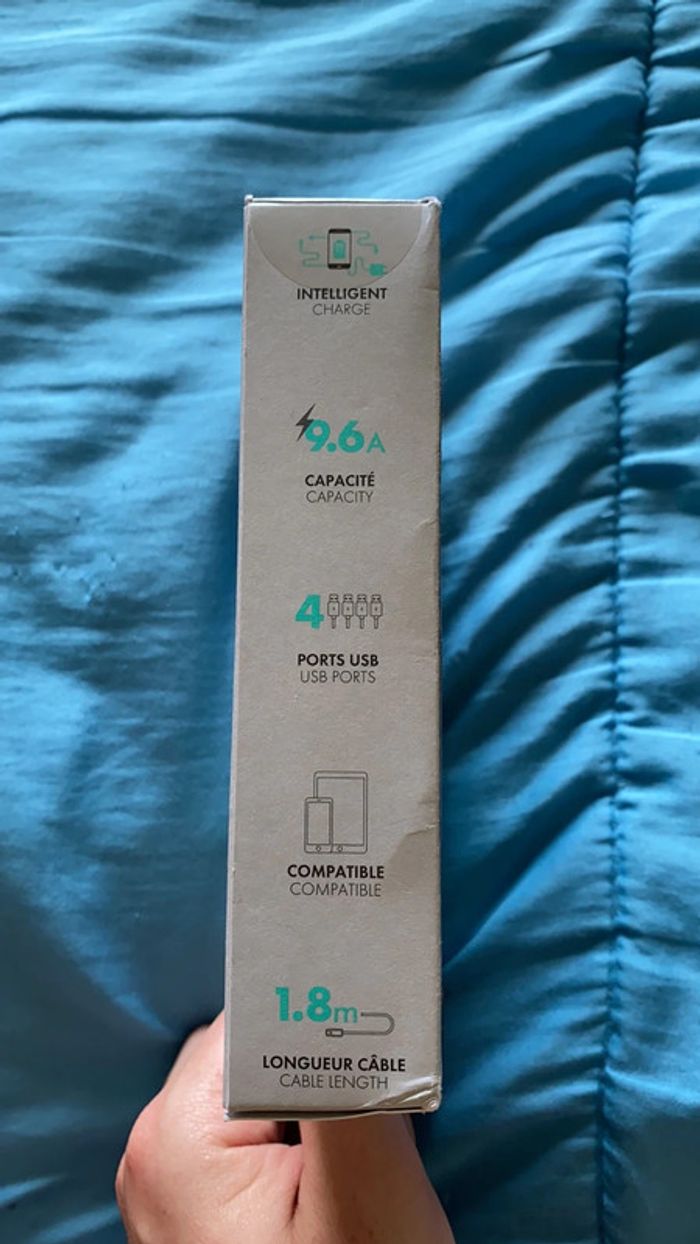 INTELLIGENT
CHARGE
9.6A
CAPACITÉ
CAPACITY
4
PORTS USB
USB PORTS
COMPATIBLE
COMPATIBLE
1.8m
LONGUEUR CÂBLE
CABLE LENGTH